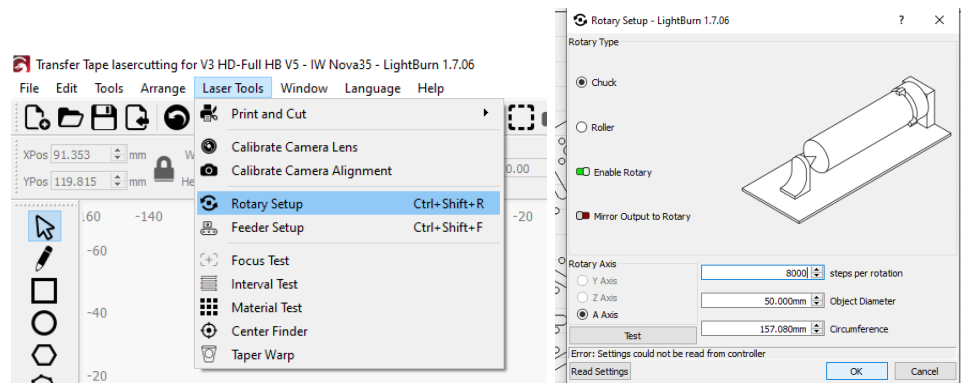 Transfer Tape lasercutting for V3 HD-Full HB V5 - IW Nova35 - LightBurn 1.7.06
File Edit Tools Arrange Laser Tools Window Language Help
XPos 91.353 mm W
YPos 119.815 mm He
0.00
160 -140 -20
-60
-40
-20
Print and Cut
Calibrate Camera Lens
Calibrate Camera Alignment
Rotary Setup Ctrl+Shift+R
Feeder Setup Ctrl+Shift+F
Focus Test
Interval Test
Material Test
Center Finder
Taper Warp
Rotary Setup - LightBurn 1.7.06 ?
Rotary Type
Chuck
Roller
Enable Rotary
Mirror Output to Rotary
Rotary Axis
Y Axis
Z Axis
A Axis
8000 steps per rotation
50.000mm Object Diameter
157.080mm Circumference
Test
Error: Settings could not be read from controller
Read Settings OK Cancel